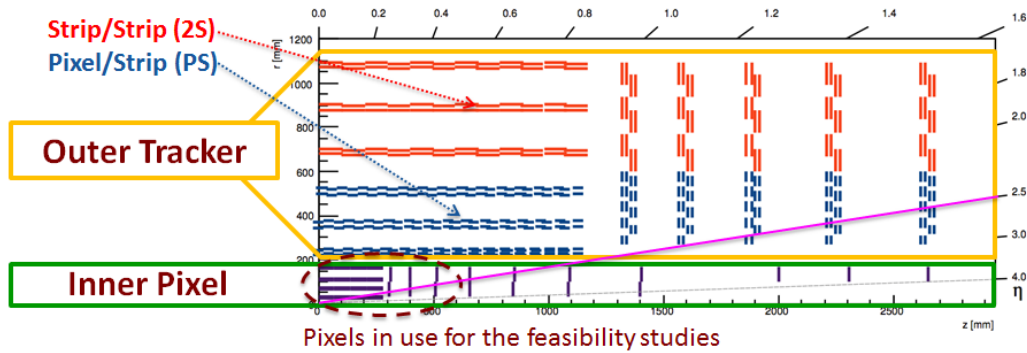 0.0 0.2 0.4 0.6 0.8 1.0 1.2 1.4 1.6
Strip/Strip (2S)
Pixel/Strip (PS)
r [mm]
1200
1000
800
600
400
200
1.8
2.0
2.5
3.0
4.0
η
Outer Tracker
Inner Pixel
500 1000 1500 2000 2500
z [mm]
Pixels in use for the feasibility studies